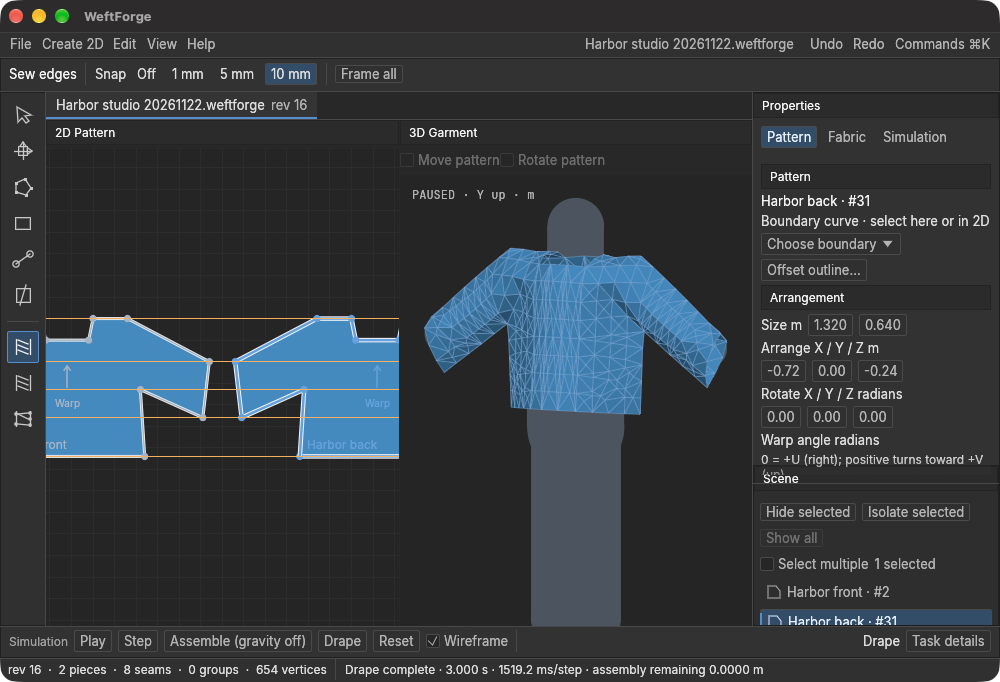 WeftForge
File Create 2D Edit View Help Harbor studio 20261122.weftforge Undo Redo Commands ⌘K
Sew edges Snap Off 1 mm 5 mm 10 mm Frame all
Harbor studio 20261122.weftforge rev 16
2D Pattern
Warp
Warp
ront
Harbor back
3D Garment
Move pattern Rotate pattern
PAUSED · Y up · m
Properties
Pattern Fabric Simulation
Pattern
Harbor back · #31
Boundary curve · select here or in 2D
Choose boundary
Offset outline...
Arrangement
Size m 1.320 0.640
Arrange X / Y / Z m
-0.72 0.00 -0.24
Rotate X / Y / Z radians
0.00 0.00 0.00
Warp angle radians
0 = +U (right); positive turns toward +V
Scene
Hide selected Isolate selected
Show all
Select multiple 1 selected
Harbor front · #2
Harbor back · #31
Simulation Play Step Assemble (gravity off) Drape Reset Wireframe Drape Task details
rev 16 · 2 pieces · 8 seams · 0 groups · 654 vertices Drape complete · 3.000 s · 1519.2 ms/step · assembly remaining 0.0000 m